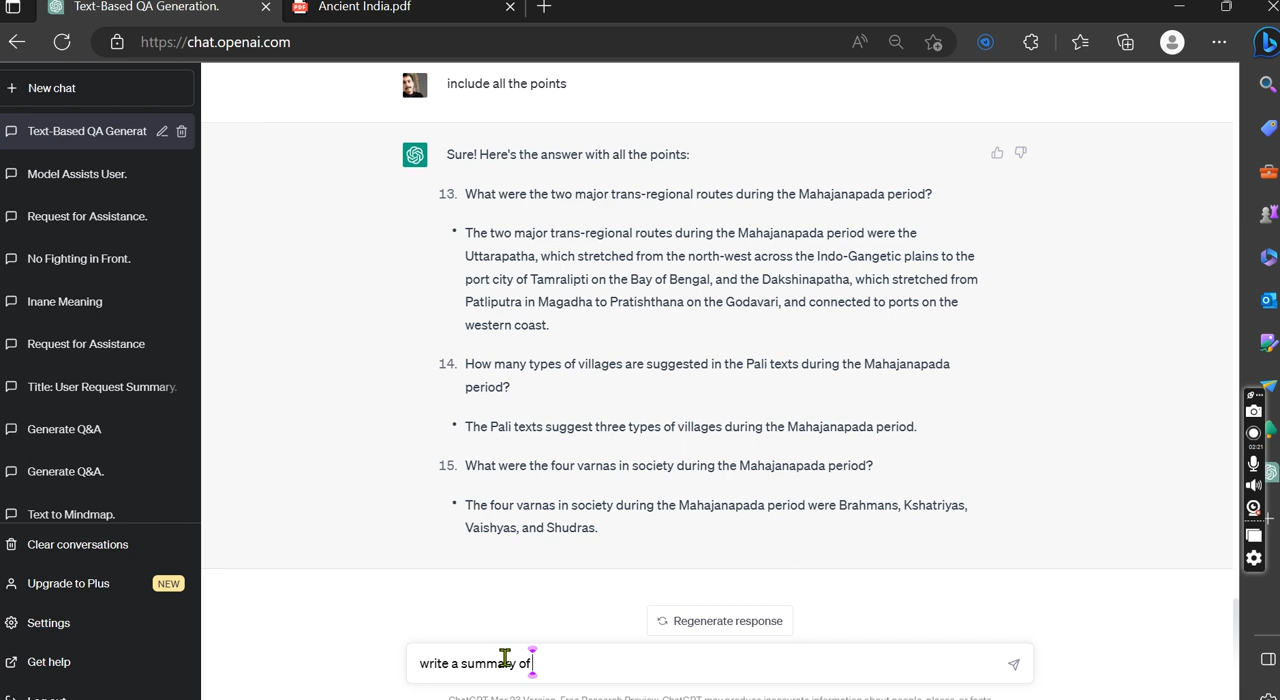 Text-Based QA Generation.
Ancient India.pdf
https://chat.openai.com
New chat
Text-Based QA Generat
Model Assists User.
Request for Assistance.
No Fighting in Front.
Inane Meaning
Request for Assistance
Title: User Request Summary.
Generate Q&A
Generate Q&A.
Text to Mindmap.
Clear conversations
Upgrade to Plus NEW
Settings
Get help
include all the points
Sure! Here's the answer with all the points:
13. What were the two major trans-regional routes during the Mahajanapada period?
• The two major trans-regional routes during the Mahajanapada period were the
Uttarapatha, which stretched from the north-west across the Indo-Gangetic plains to the
port city of Tamralipti on the Bay of Bengal, and the Dakshinapatha, which stretched from
Patliputra in Magadha to Pratishthana on the Godavari, and connected to ports on the
western coast.
14. How many types of villages are suggested in the Pali texts during the Mahajanapada
period?
• The Pali texts suggest three types of villages during the Mahajanapada period.
15. What were the four varnas in society during the Mahajanapada period?
• The four varnas in society during the Mahajanapada period were Brahmans, Kshatriyas,
Vaishyas, and Shudras.
Regenerate response
write a summary of
02:21